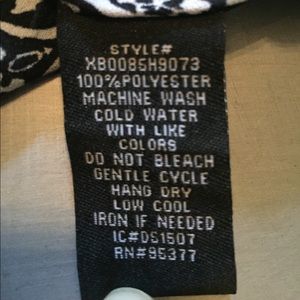 STYLE#
XB0085H9073
100%POLYESTER
MACHINE WASH
COLD WATER
WITH LIKE
COLORS
DO NOT BLEACH
GENTLE CYCLE
HANG DRY
LOW COOL
IRON IF NEEDED
IC#DS1507
RN#95377